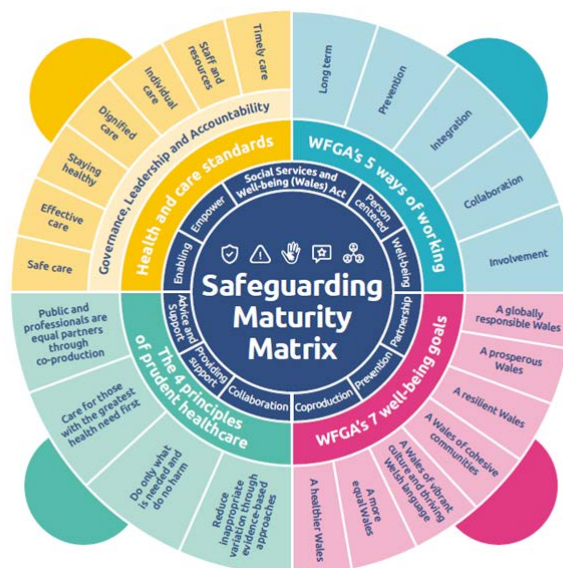 Safeguarding
Maturity
Matrix
Social Services and
Well-being (Wales) Act
Person
centered
Well-being
Partnership
Prevention
Coproduction
Collaboration
Providing
support
Advice and
Support
Enabling
Empower
Health and care standards
Governance, Leadership and Accountability
Safe care
Effective care
Staying
healthy
Dignified
care
Individual
care
Staff and
resources
Timely care
WFGA's 5 ways of working
Long term
Prevention
Integration
Collaboration
Involvement
WFGA's 7 well-being goals
A globally
responsible Wales
A prosperous
Wales
A resilient Wales
A Wales of cohesive
communities
A Wales of vibrant
culture and thriving
Welsh language
A more
equal Wales
A healthier Wales
The 4 principles
of prudent healthcare
Public and
professionals are
equal partners
through
co-production
Care for those
with the greatest
health need first
Do only what
is needed and
do no harm
Reduce
inappropriate
variation through
evidence-based
approaches